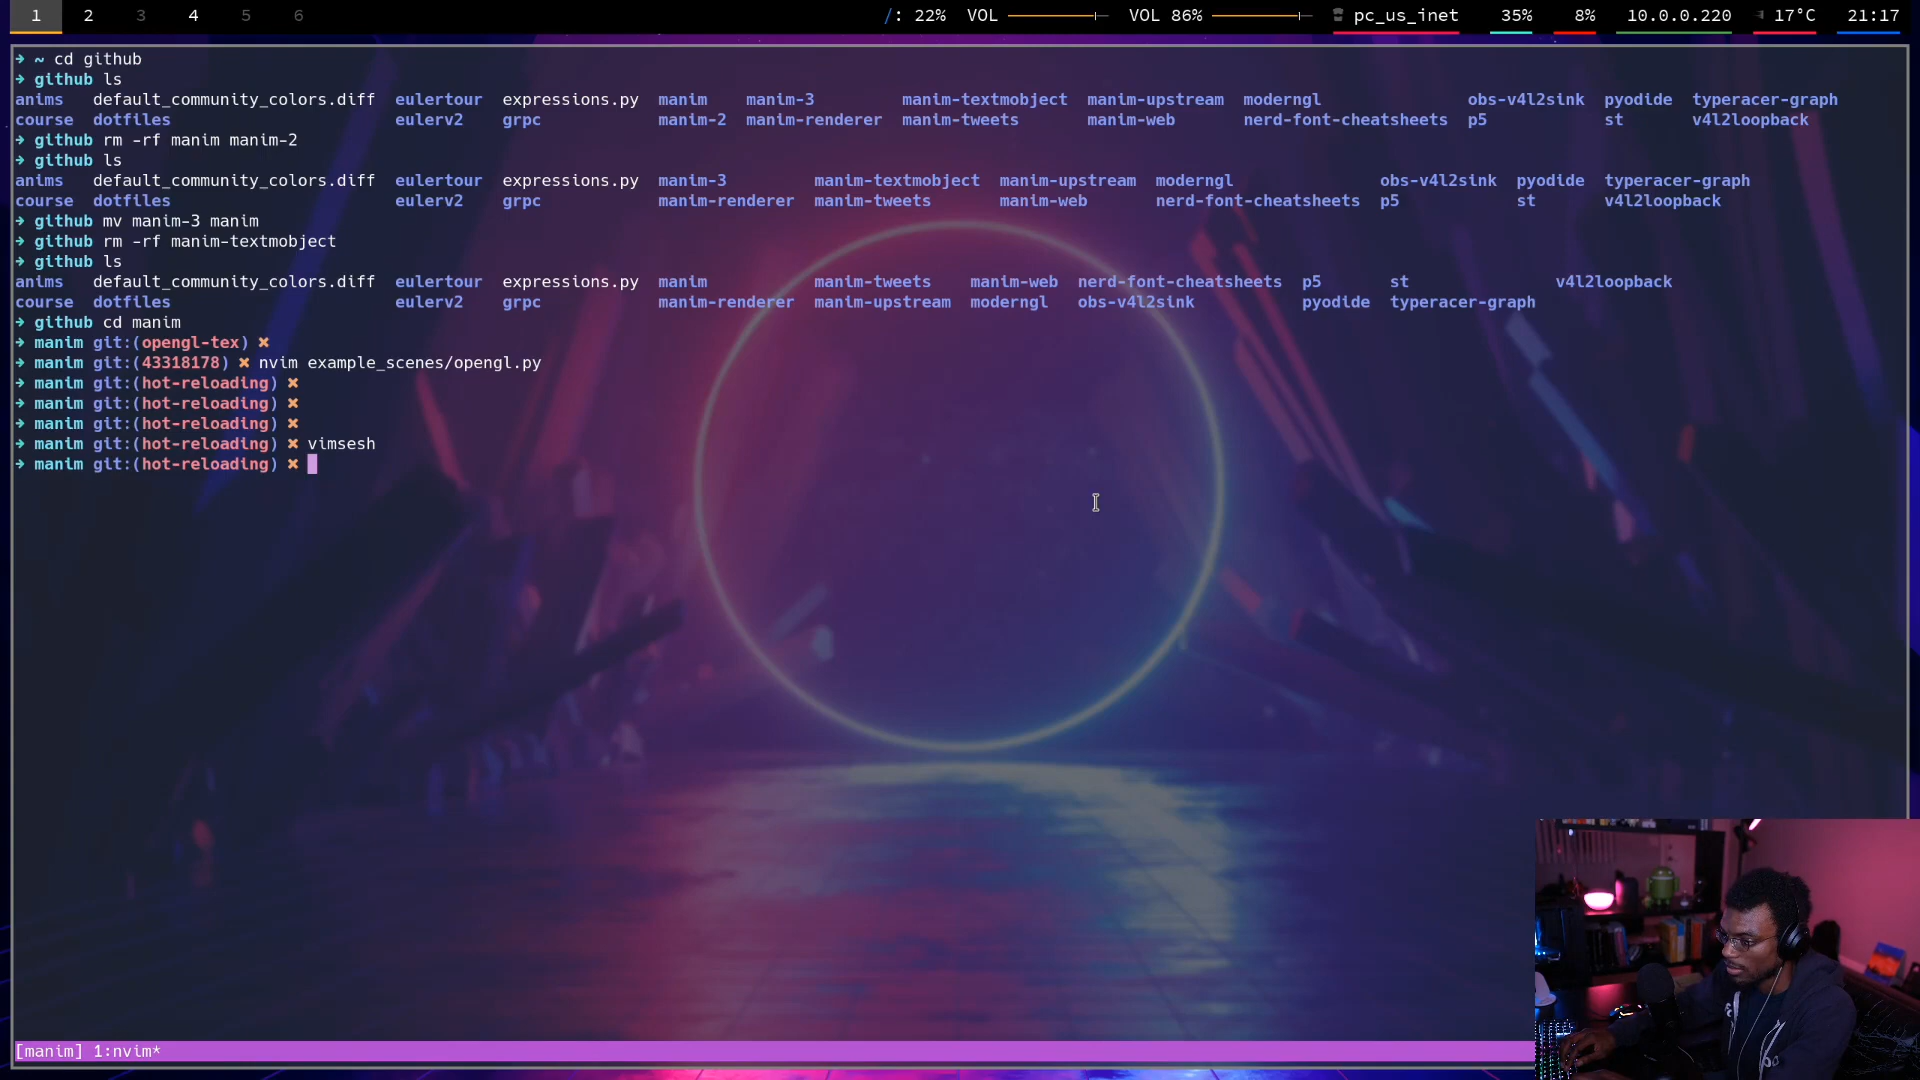 1 2 3 4 5 6 /: 22% VOL VOL 86% pc_us_inet 35% 8% 10.0.0.220 17°C 21:17
→ ~ cd github
→ github ls
anims default_community_colors.diff eulertour expressions.py manim manim-3 manim-textmobject manim-upstream moderngl obs-v4l2sink pyodide typeracer-graph
course dotfiles eulerv2 grpc manim-2 manim-renderer manim-tweets manim-web nerd-font-cheatsheets p5 st v4l2loopback
→ github rm -rf manim manim-2
→ github ls
anims default_community_colors.diff eulertour expressions.py manim-3 manim-textmobject manim-upstream moderngl obs-v4l2sink pyodide typeracer-graph
course dotfiles eulerv2 grpc manim-renderer manim-tweets manim-web nerd-font-cheatsheets p5 st v4l2loopback
→ github mv manim-3 manim
→ github rm -rf manim-textmobject
→ github ls
anims default_community_colors.diff eulertour expressions.py manim manim-tweets manim-web nerd-font-cheatsheets p5 st v4l2loopback
course dotfiles eulerv2 grpc manim-renderer manim-upstream moderngl obs-v4l2sink pyodide typeracer-graph
→ github cd manim
→ manim git:(opengl-tex) ✖
→ manim git:(43318178) ✖ nvim example_scenes/opengl.py
→ manim git:(hot-reloading) ✖
→ manim git:(hot-reloading) ✖
→ manim git:(hot-reloading) ✖
→ manim git:(hot-reloading) ✖ vimsesh
→ manim git:(hot-reloading) ✖
[manim] 1:nvim*